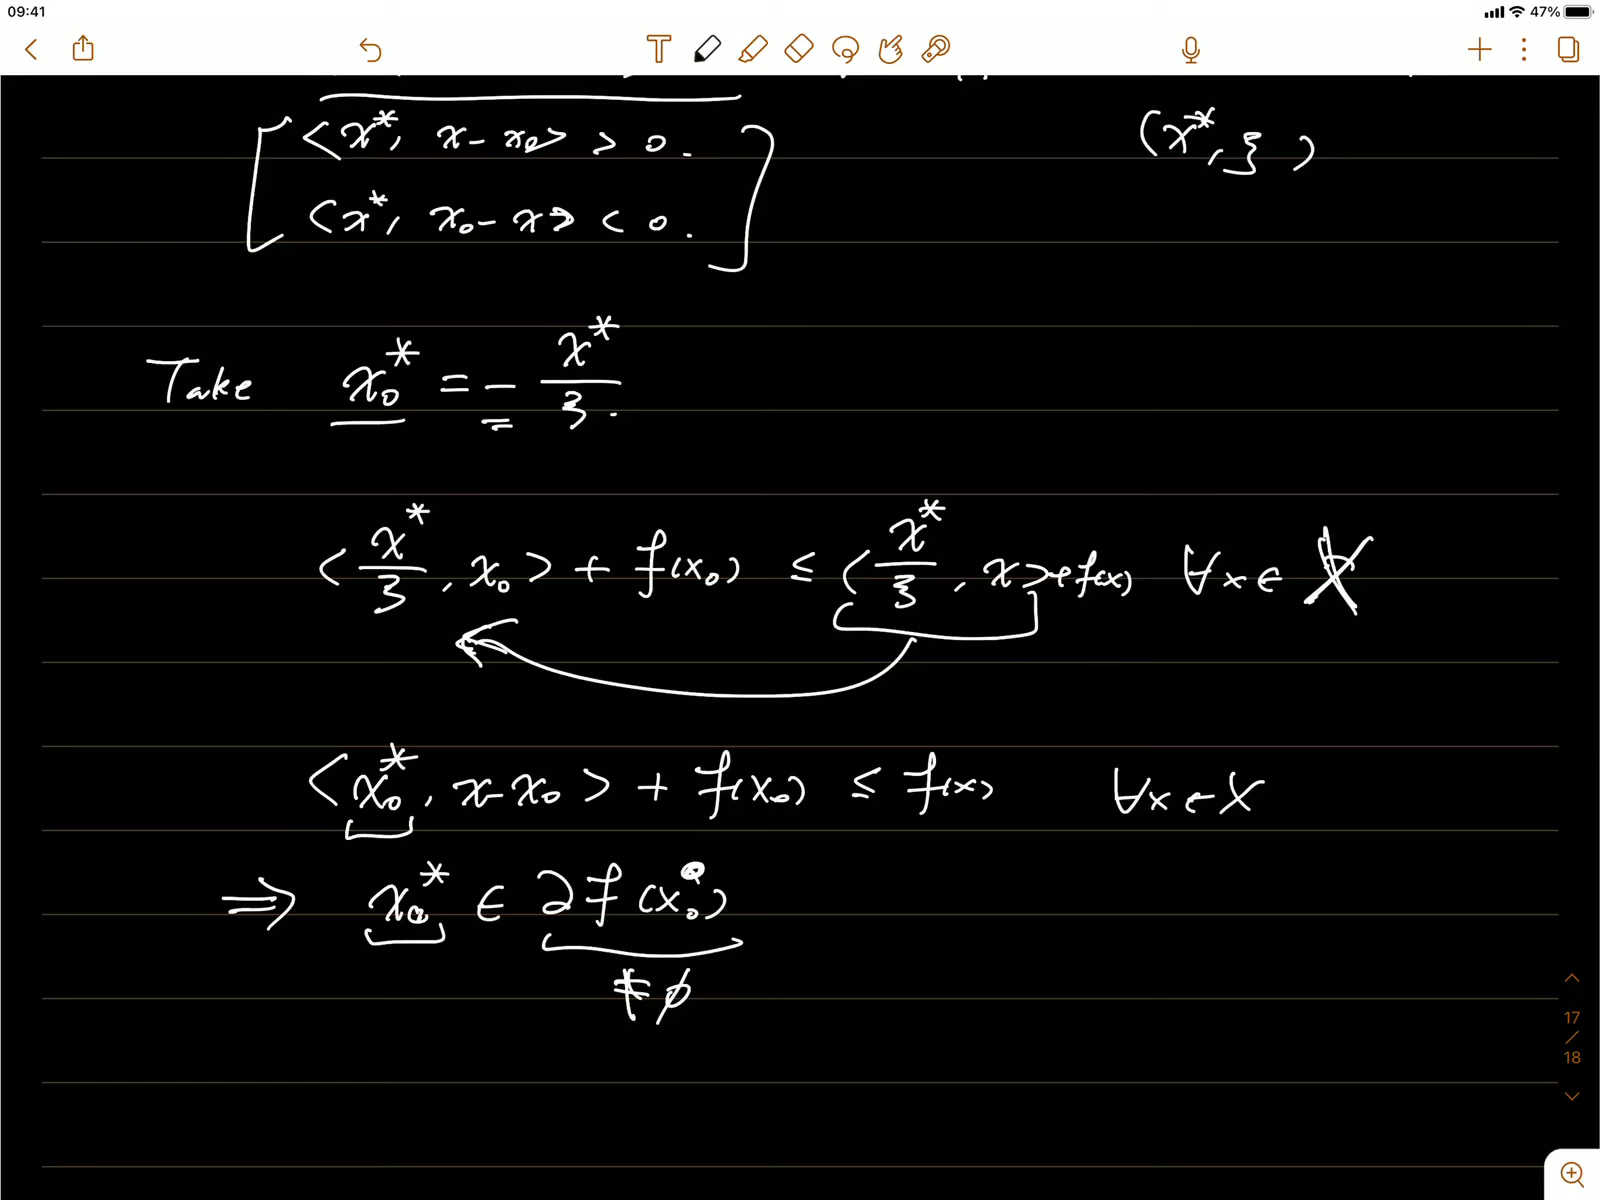 09:41 47%
<x*, x - x0> > 0. (x*, ξ)
<x*, x0 - x> < 0.
Take x0* = - x*/3.
<x*/3, x0> + f(x0) ≤ <x*/3, x> + f(x) ∀x ∈ X
<x0*, x - x0> + f(x0) ≤ f(x) ∀x ∈ X
⇒ x0* ∈ ∂f(x0)
≠ ∅
17
/
18